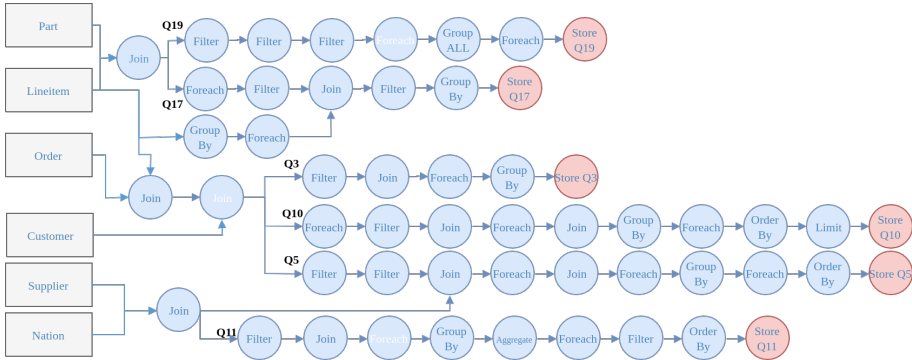 Part
Lineitem
Order
Customer
Supplier
Nation
Join
Q19
Filter
Filter
Filter
Foreach
Group
ALL
Foreach
Store
Q19
Q17
Foreach
Filter
Join
Filter
Group
By
Store
Q17
Group
By
Foreach
Join
Join
Q3
Filter
Join
Foreach
Group
By
Store Q3
Q10
Foreach
Filter
Join
Foreach
Join
Group
By
Foreach
Order
By
Limit
Store
Q10
Q5
Filter
Filter
Join
Foreach
Join
Foreach
Group
By
Foreach
Order
By
Store Q5
Join
Q11
Filter
Join
Foreach
Group
By
Aggregate
Foreach
Filter
Order
By
Store
Q11